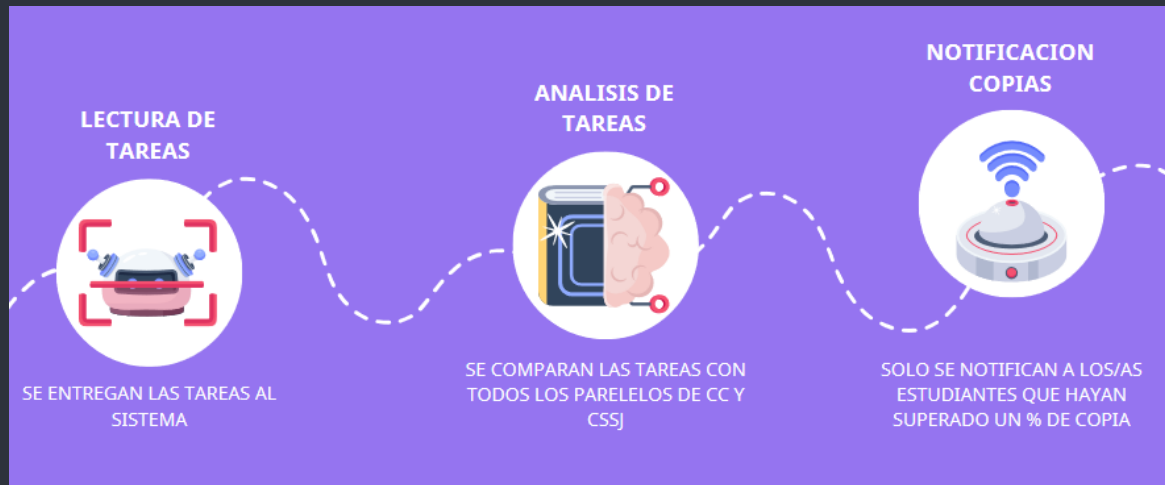 LECTURA DE
TAREAS
SE ENTREGAN LAS TAREAS AL
SISTEMA
ANALISIS DE
TAREAS
SE COMPARAN LAS TAREAS CON
TODOS LOS PARELELOS DE CC Y
CSSJ
NOTIFICACION
COPIAS
SOLO SE NOTIFICAN A LOS/AS
ESTUDIANTES QUE HAYAN
SUPERADO UN % DE COPIA